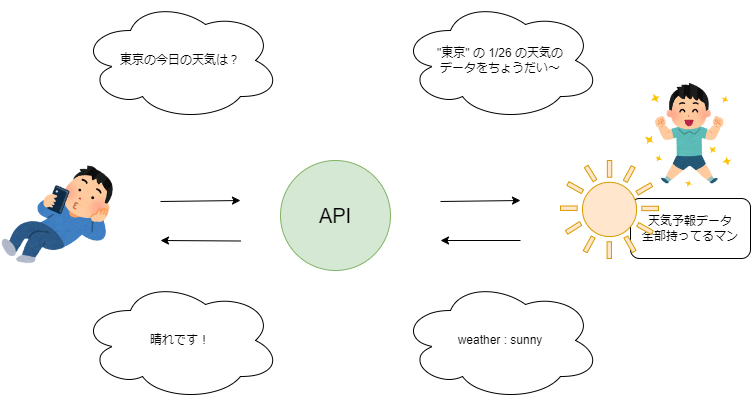 東京の今日の天気は？
"東京" の 1/26 の天気の
データをちょうだい～
API
天気予報データ
全部持ってるマン
晴れです！
weather : sunny